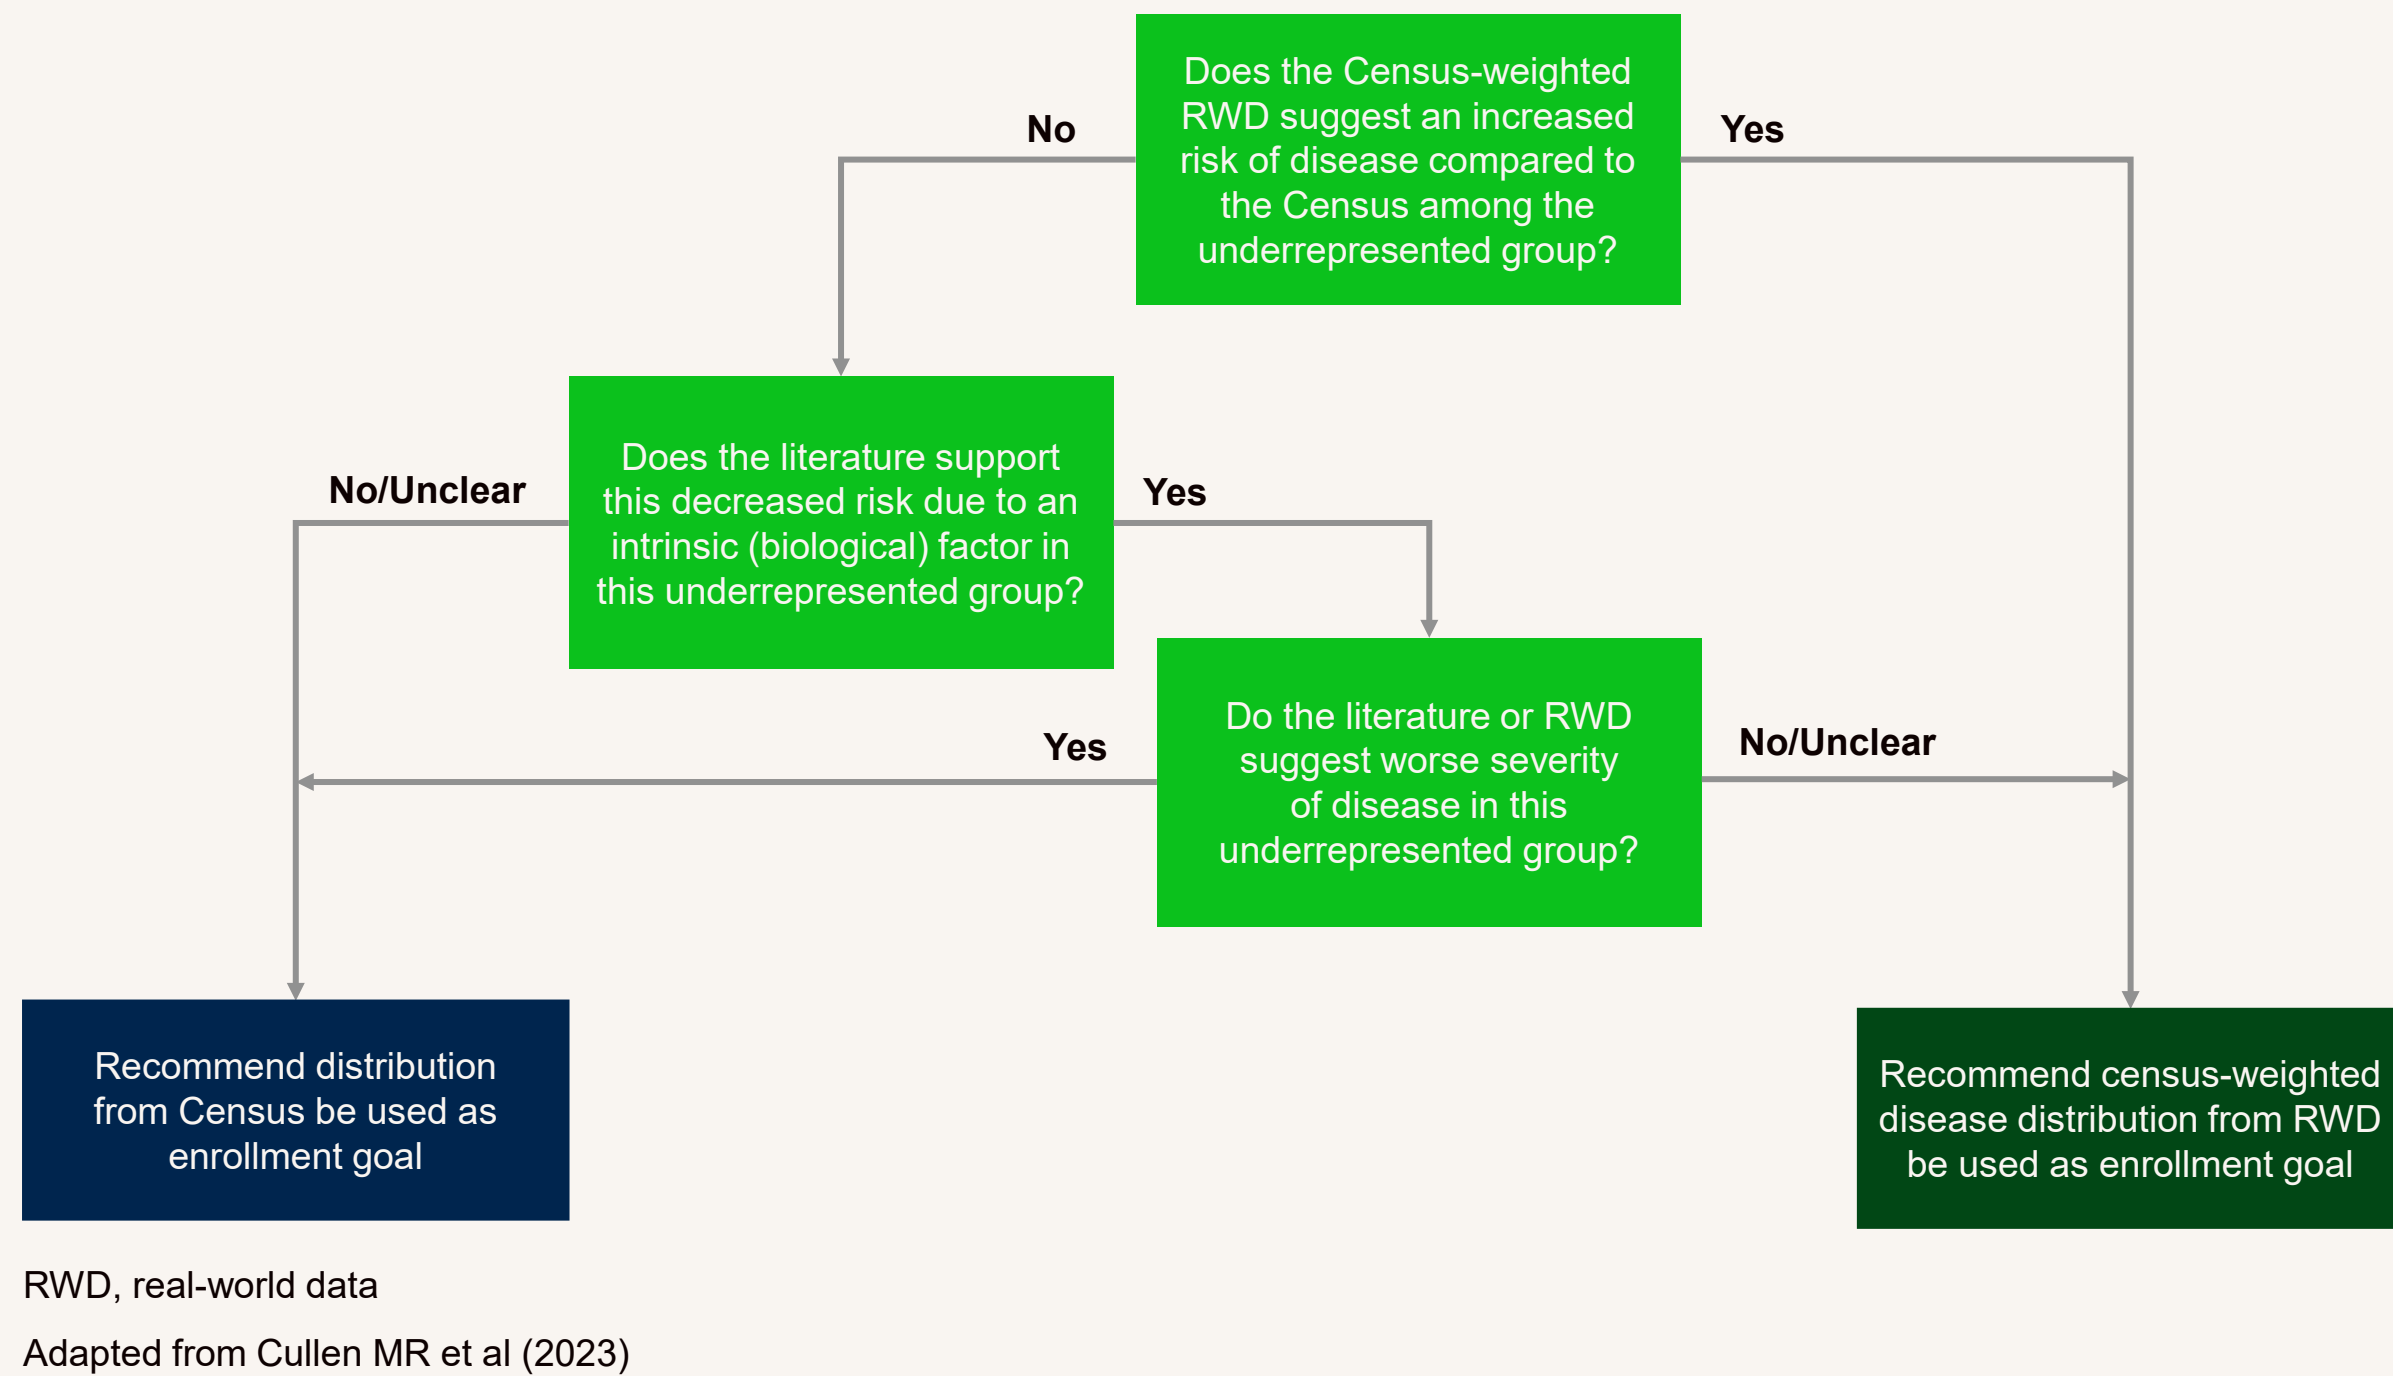 Does the Census-weighted
RWD suggest an increased
risk of disease compared to
the Census among the
underrepresented group?
No
Yes
Does the literature support
this decreased risk due to an
intrinsic (biological) factor in
this underrepresented group?
No/Unclear
Yes
Do the literature or RWD
suggest worse severity
of disease in this
underrepresented group?
Yes
No/Unclear
Recommend distribution
from Census be used as
enrollment goal
Recommend census-weighted
disease distribution from RWD
be used as enrollment goal
RWD, real-world data
Adapted from Cullen MR et al (2023)